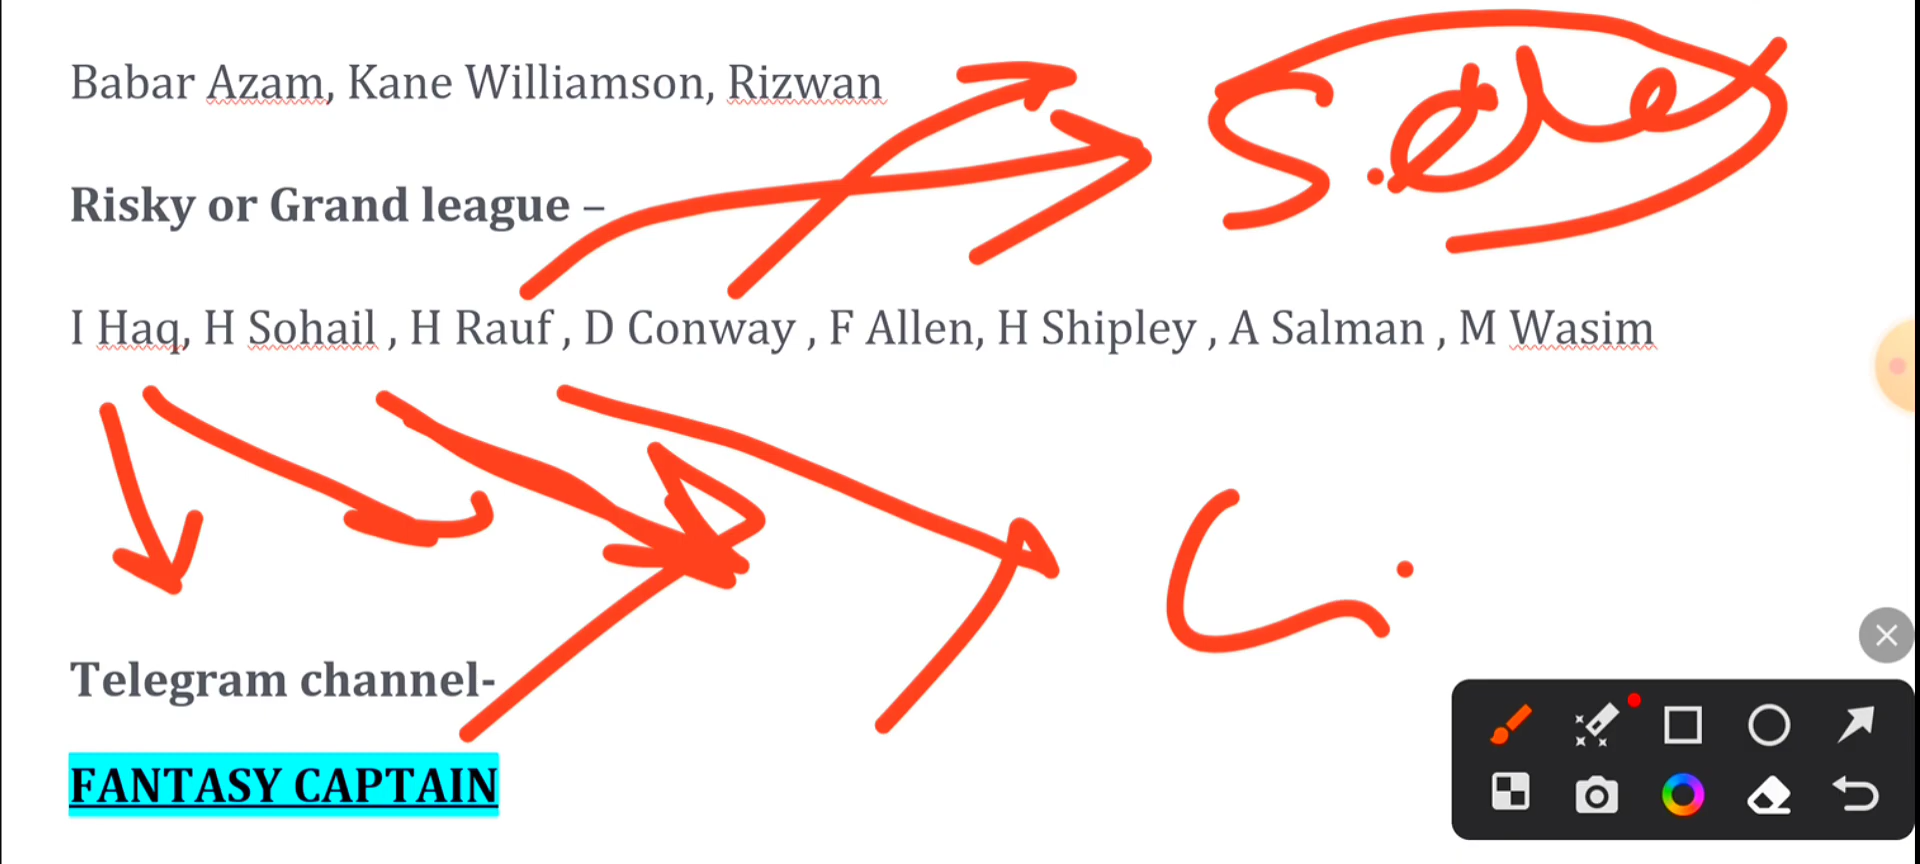 Babar Azam, Kane Williamson, Rizwan
Risky or Grand league –
I Haq, H Sohail , H Rauf , D Conway , F Allen, H Shipley , A Salman , M Wasim
Telegram channel-
FANTASY CAPTAIN